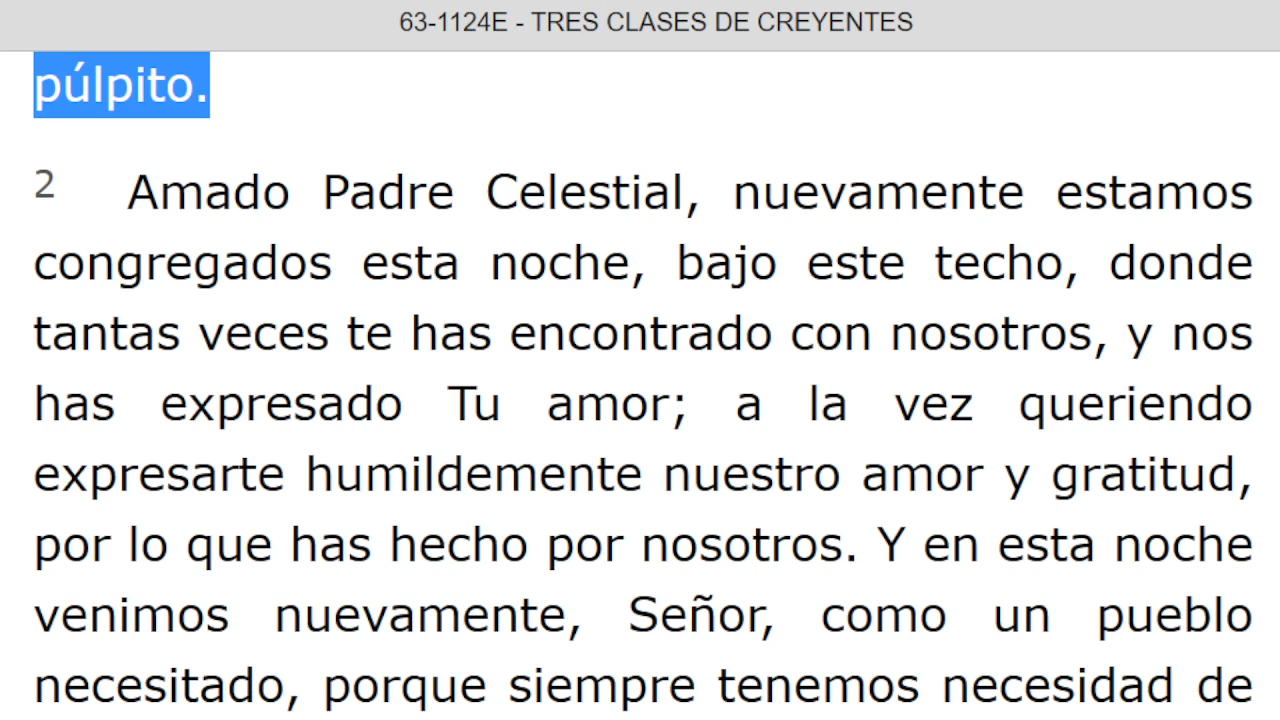 63-1124E - TRES CLASES DE CREYENTES
púlpito.
2 Amado Padre Celestial, nuevamente estamos
congregados esta noche, bajo este techo, donde
tantas veces te has encontrado con nosotros, y nos
has expresado Tu amor; a la vez queriendo
expresarte humildemente nuestro amor y gratitud,
por lo que has hecho por nosotros. Y en esta noche
venimos nuevamente, Señor, como un pueblo
necesitado, porque siempre tenemos necesidad de